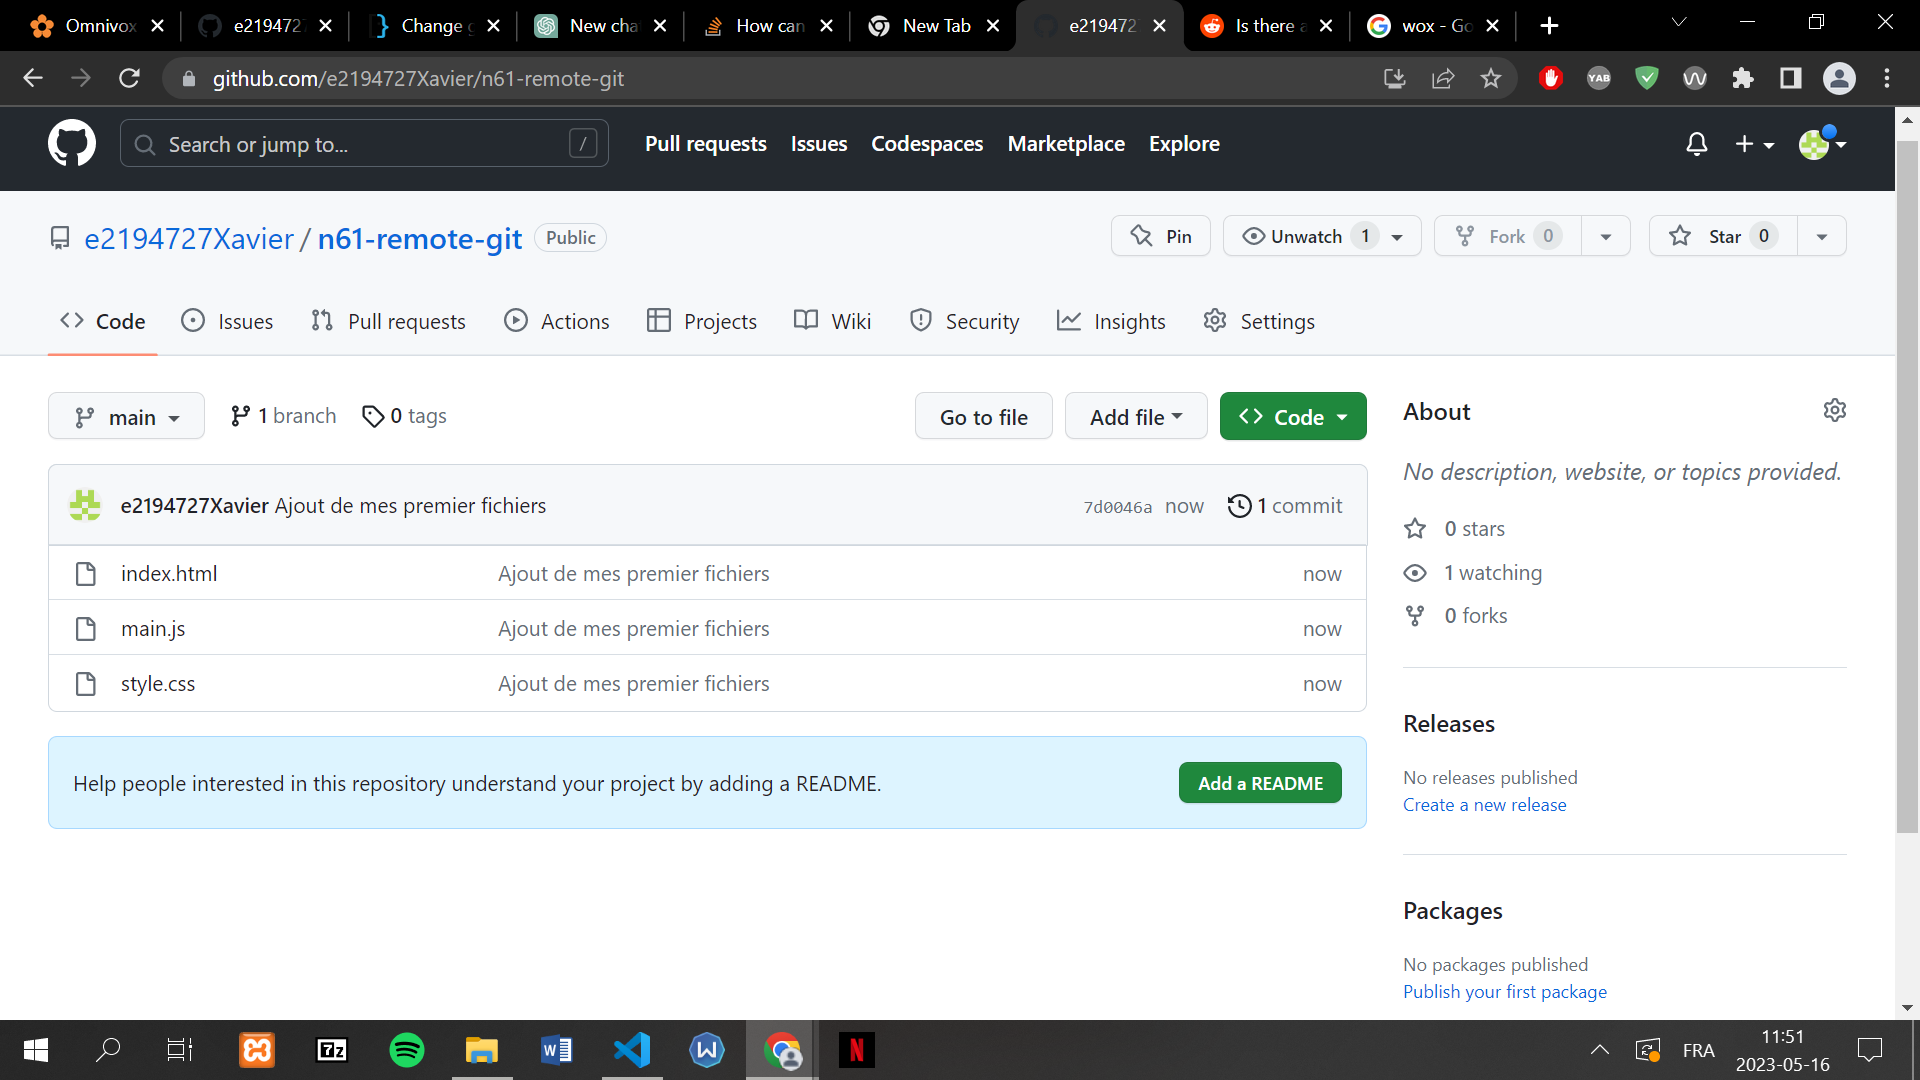 Omnivox
e219472
Change g
New cha
How can
New Tab
e219472
Is there a
wox - Go
github.com/e2194727Xavier/n61-remote-git
YAB
Search or jump to... /
Pull requests Issues Codespaces Marketplace Explore
e2194727Xavier / n61-remote-git Public
Pin
Unwatch 1
Fork 0
Star 0
Code Issues Pull requests Actions Projects Wiki Security Insights Settings
main 1 branch 0 tags
Go to file Add file Code
e2194727Xavier Ajout de mes premier fichiers 7d0046a now 1 commit
index.html Ajout de mes premier fichiers now
main.js Ajout de mes premier fichiers now
style.css Ajout de mes premier fichiers now
Help people interested in this repository understand your project by adding a README. Add a README
About
No description, website, or topics provided.
0 stars
1 watching
0 forks
Releases
No releases published
Create a new release
Packages
No packages published
Publish your first package
7z
W
W
N
FRA
11:51
2023-05-16